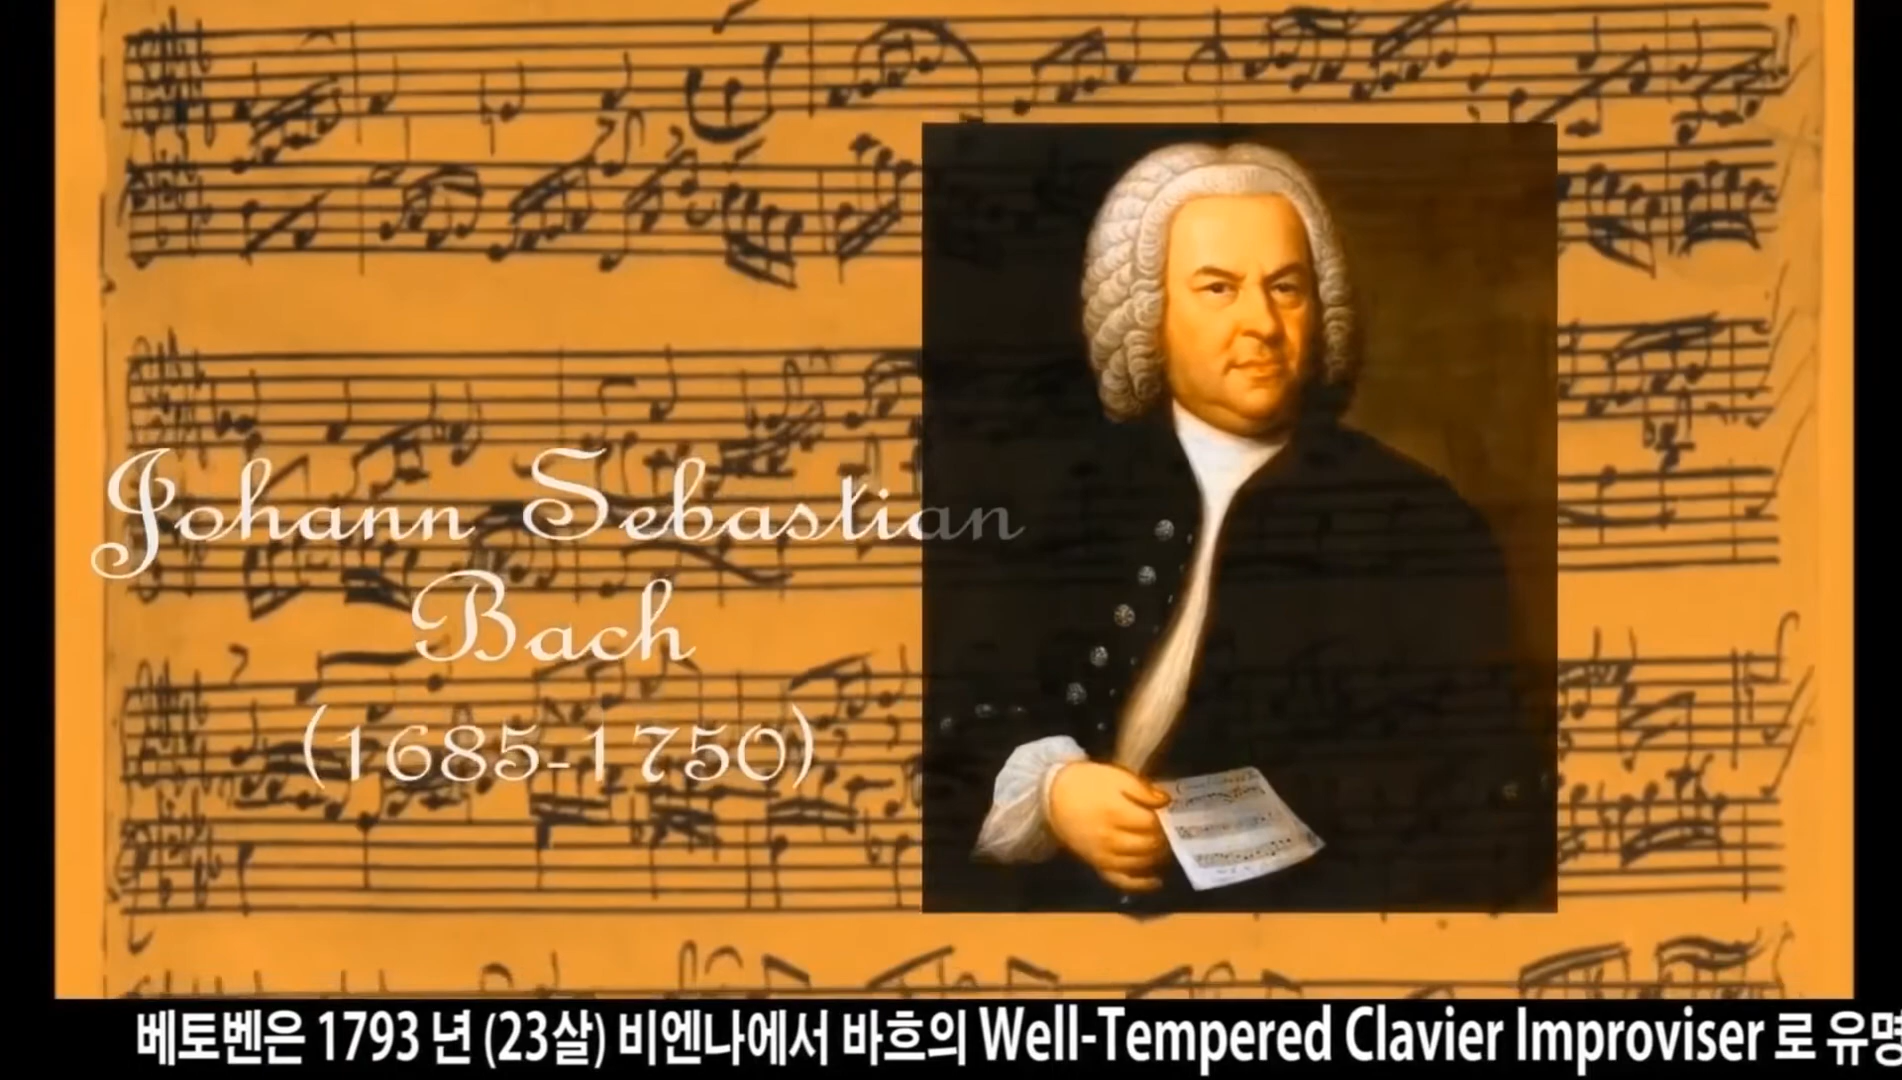 Johann Sebastian
Bach
(1685-1750)
베토벤은 1793 년 (23살) 비엔나에서 바흐의 Well-Tempered Clavier Improviser 로 유명